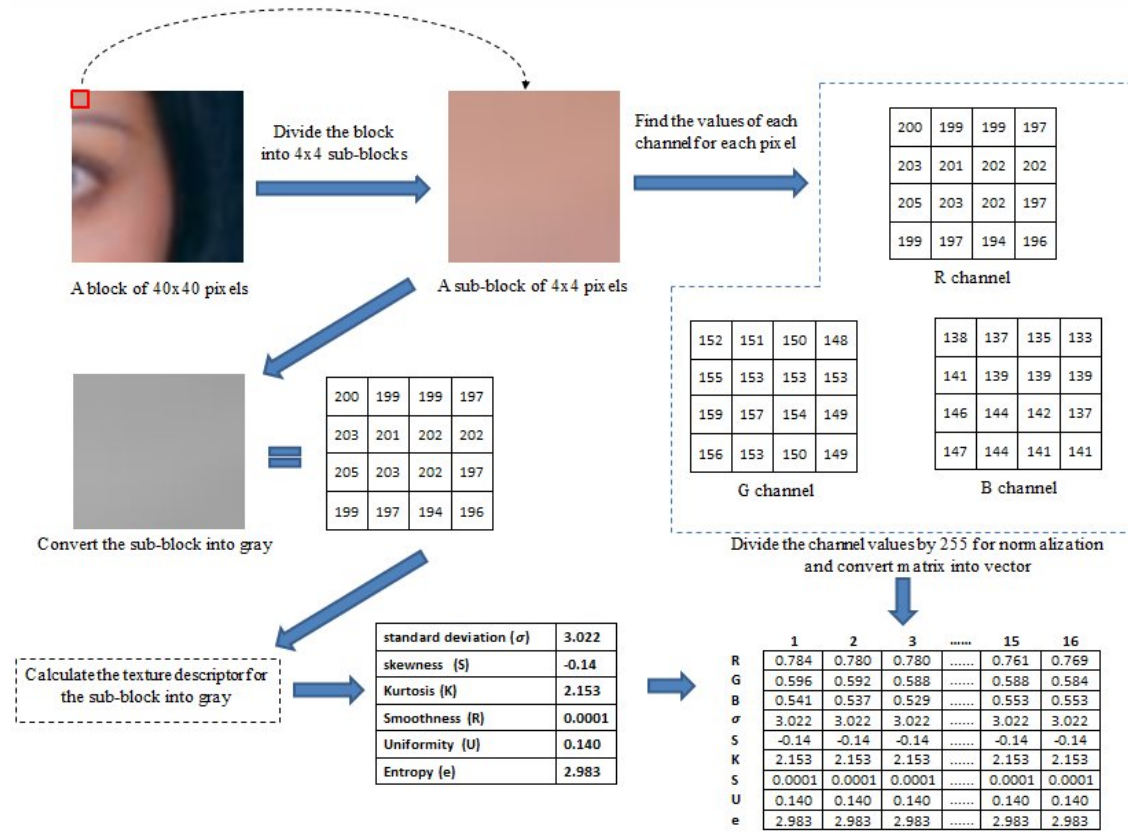 Divide the block
into 4x4 sub-blocks
Find the values of each
channel for each pixel
A block of 40x40 pixels
A sub-block of 4x4 pixels
200 199 199 197
203 201 202 202
205 203 202 197
199 197 194 196
R channel
152 151 150 148
155 153 153 153
159 157 154 149
156 153 150 149
G channel
138 137 135 133
141 139 139 139
146 144 142 137
147 144 141 141
B channel
200 199 199 197
203 201 202 202
205 203 202 197
199 197 194 196
Convert the sub-block into gray
Divide the channel values by 255 for normalization
and convert matrix into vector
Calculate the texture descriptor for
the sub-block into gray
standard deviation (σ) 3.022
skewness (S) -0.14
Kurtosis (K) 2.153
Smoothness (R) 0.0001
Uniformity (U) 0.140
Entropy (e) 2.983
1 2 3 ...... 15 16
R 0.784 0.780 0.780 ...... 0.761 0.769
G 0.596 0.592 0.588 ...... 0.588 0.584
B 0.541 0.537 0.529 ...... 0.553 0.553
σ 3.022 3.022 3.022 ...... 3.022 3.022
S -0.14 -0.14 -0.14 ...... -0.14 -0.14
K 2.153 2.153 2.153 ...... 2.153 2.153
S 0.0001 0.0001 0.0001 ...... 0.0001 0.0001
U 0.140 0.140 0.140 ...... 0.140 0.140
e 2.983 2.983 2.983 ...... 2.983 2.983